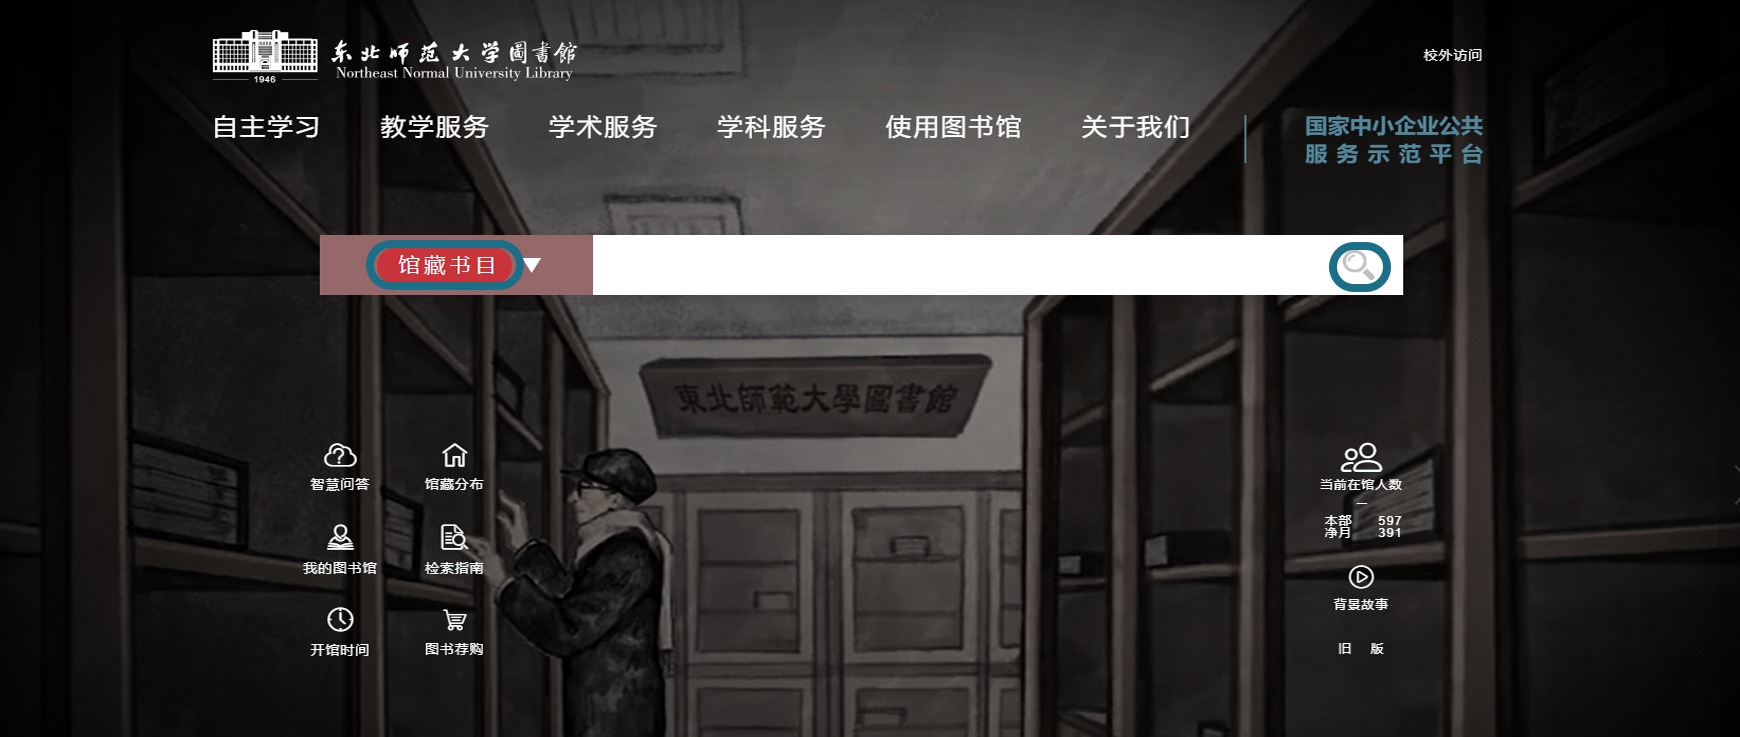 东北师范大学圖書館
Northeast Normal University Library
1946
校外访问
自主学习 教学服务 学术服务 学科服务 使用图书馆 关于我们
国家中小企业公共
服务示范平台
馆藏书目
東北師範大學圖書館
智慧问答 馆藏分布
我的图书馆 检索指南
开馆时间 图书荐购
当前在馆人数
本部 597
净月 391
背景故事
旧 版